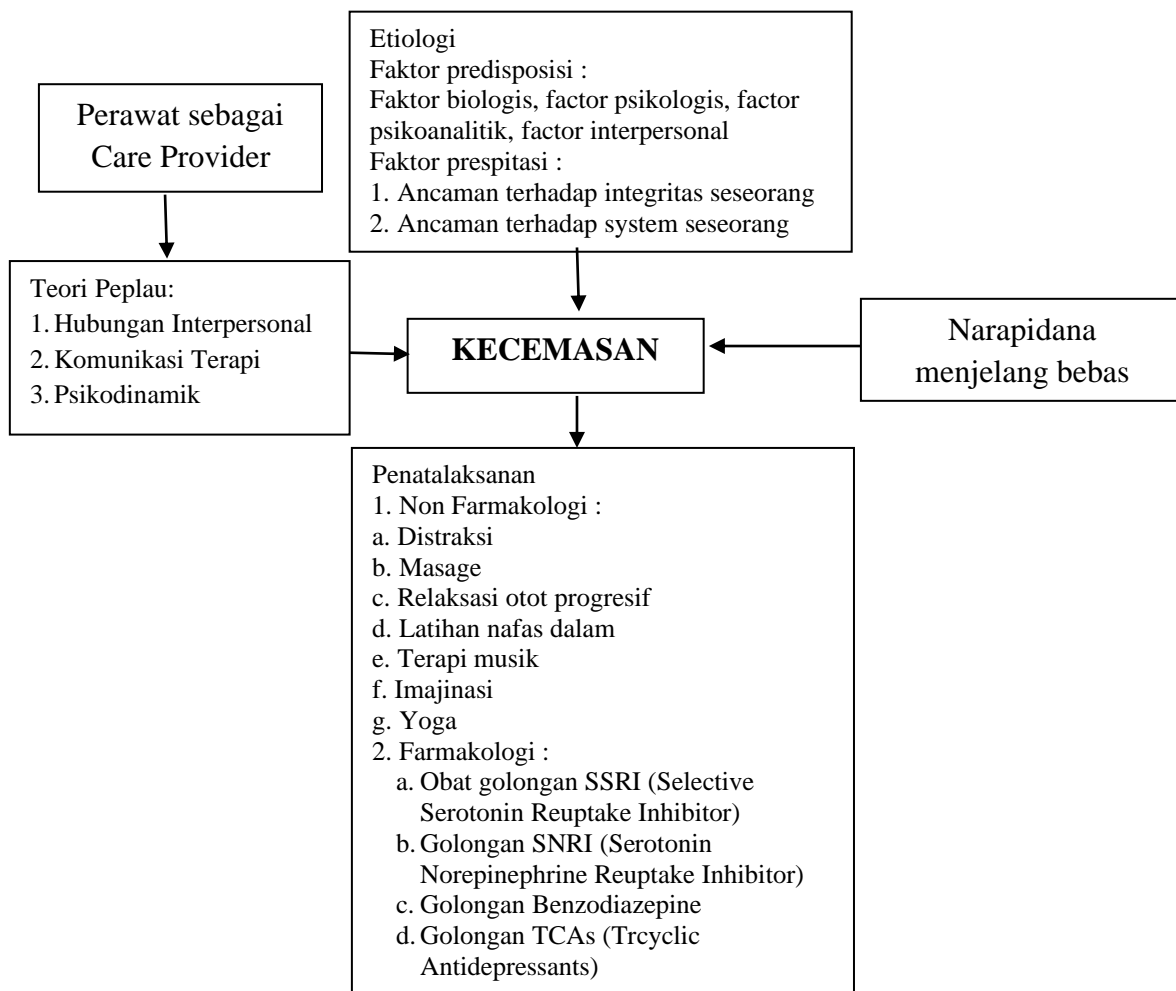 Perawat sebagai
Care Provider
Etiologi
Faktor predisposisi :
Faktor biologis, factor psikologis, factor
psikoanalitik, factor interpersonal
Faktor prespitasi :
1. Ancaman terhadap integritas seseorang
2. Ancaman terhadap system seseorang
Teori Peplau:
1. Hubungan Interpersonal
2. Komunikasi Terapi
3. Psikodinamik
KECEMASAN
Narapidana
menjelang bebas
Penatalaksanan
1. Non Farmakologi :
a. Distraksi
b. Masage
c. Relaksasi otot progresif
d. Latihan nafas dalam
e. Terapi musik
f. Imajinasi
g. Yoga
2. Farmakologi :
a. Obat golongan SSRI (Selective
Serotonin Reuptake Inhibitor)
b. Golongan SNRI (Serotonin
Norepinephrine Reuptake Inhibitor)
c. Golongan Benzodiazepine
d. Golongan TCAs (Trcyclic
Antidepressants)